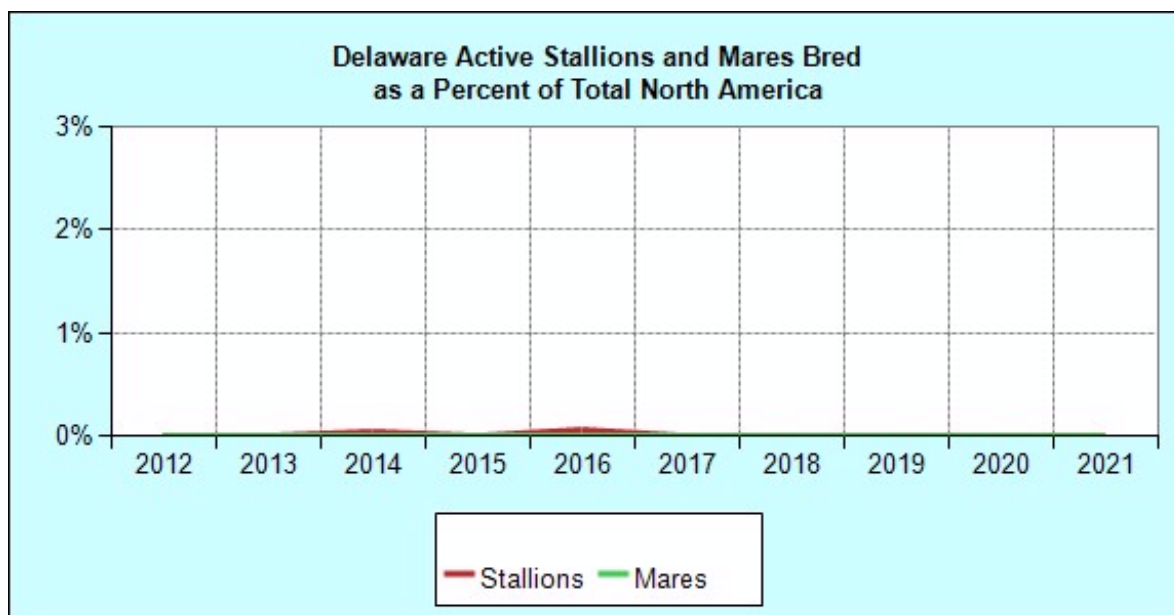 Delaware Active Stallions and Mares Bred
as a Percent of Total North America
3%
2%
1%
0%
2012 2013 2014 2015 2016 2017 2018 2019 2020 2021
Stallions Mares